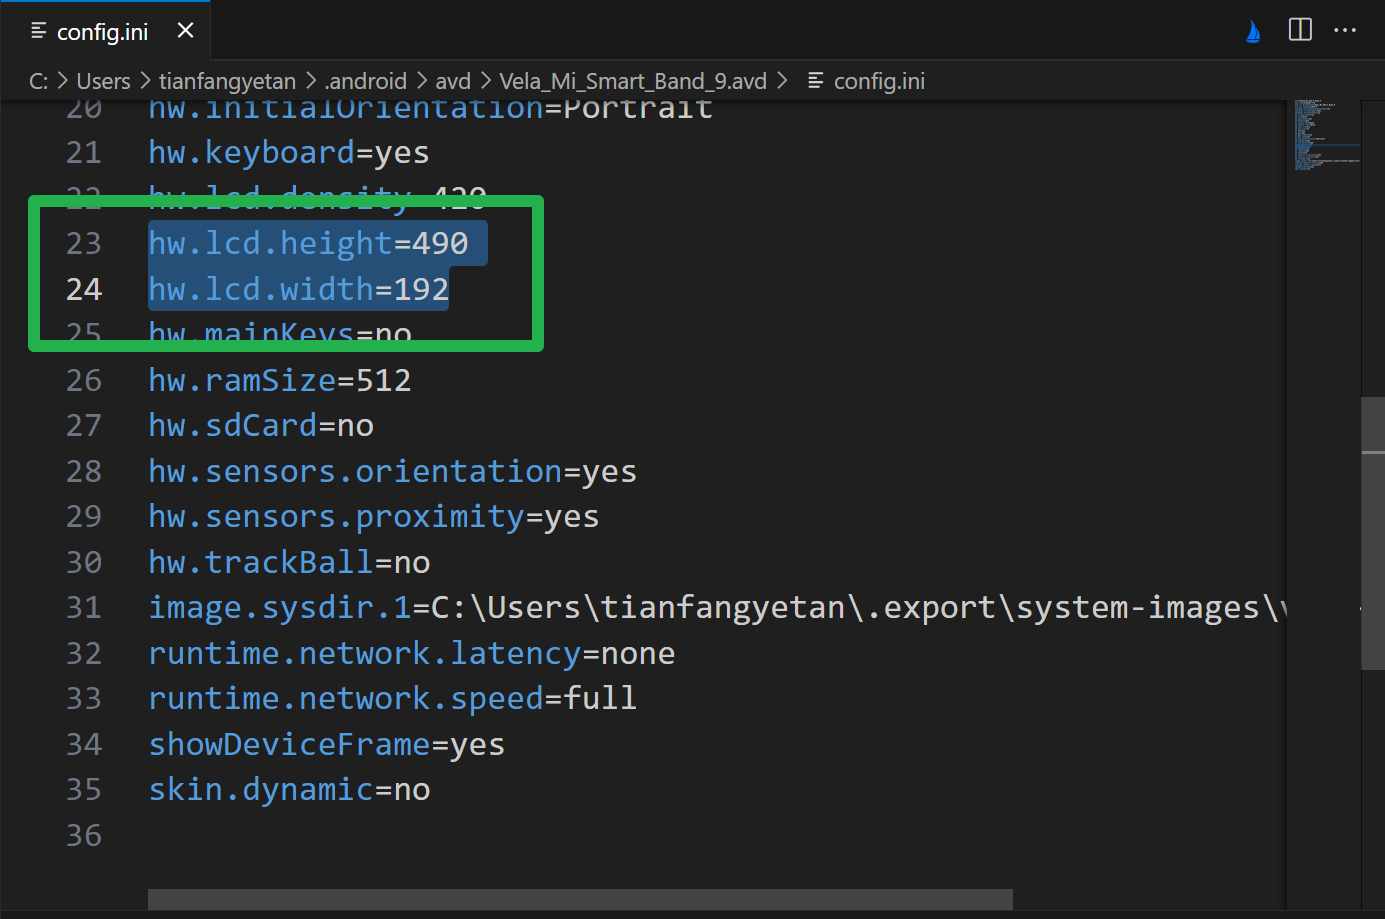 config.ini
C: > Users > tianfangyetan > .android > avd > Vela_Mi_Smart_Band_9.avd > config.ini
20 hw.initialOrientation=Portrait
21 hw.keyboard=yes
22 hw.lcd.density=420
23 hw.lcd.height=490
24 hw.lcd.width=192
25 hw.mainKeys=no
26 hw.ramSize=512
27 hw.sdCard=no
28 hw.sensors.orientation=yes
29 hw.sensors.proximity=yes
30 hw.trackBall=no
31 image.sysdir.1=C:\Users\tianfangyetan\.export\system-images\
32 runtime.network.latency=none
33 runtime.network.speed=full
34 showDeviceFrame=yes
35 skin.dynamic=no
36